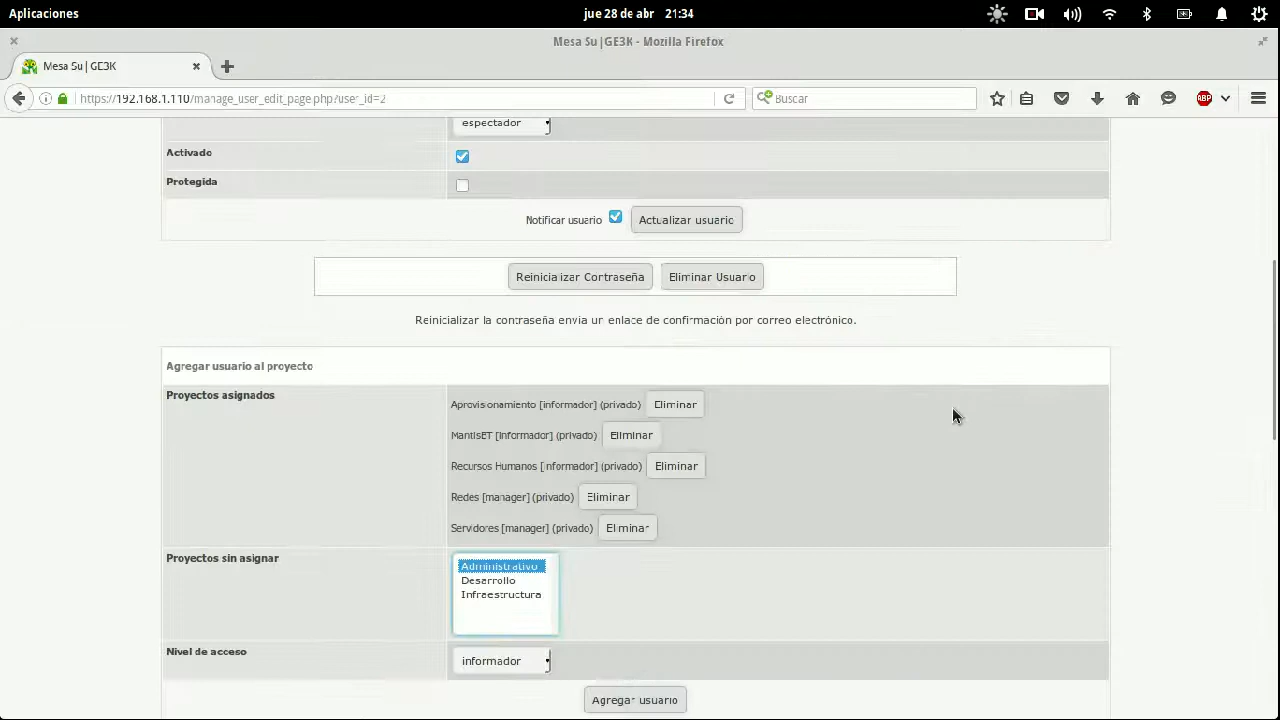 Aplicaciones jue 28 de abr 21:34
Mesa Su|GE3K - Mozilla Firefox
Mesa Su|GE3K
https://192.168.1.110/manage_user_edit_page.php?user_id=2 Buscar ABP
espectador
Activado
Protegida
Notificar usuario Actualizar usuario
Reinicializar Contraseña Eliminar Usuario
Reinicializar la contraseña envía un enlace de confirmación por correo electrónico.
Agregar usuario al proyecto
Proyectos asignados
Aprovisionamiento [informador] (privado) Eliminar
MantisET [informador] (privado) Eliminar
Recursos Humanos [informador] (privado) Eliminar
Redes [manager] (privado) Eliminar
Servidores [manager] (privado) Eliminar
Proyectos sin asignar
Administrativo
Desarrollo
Infraestructura
Nivel de acceso informador
Agregar usuario